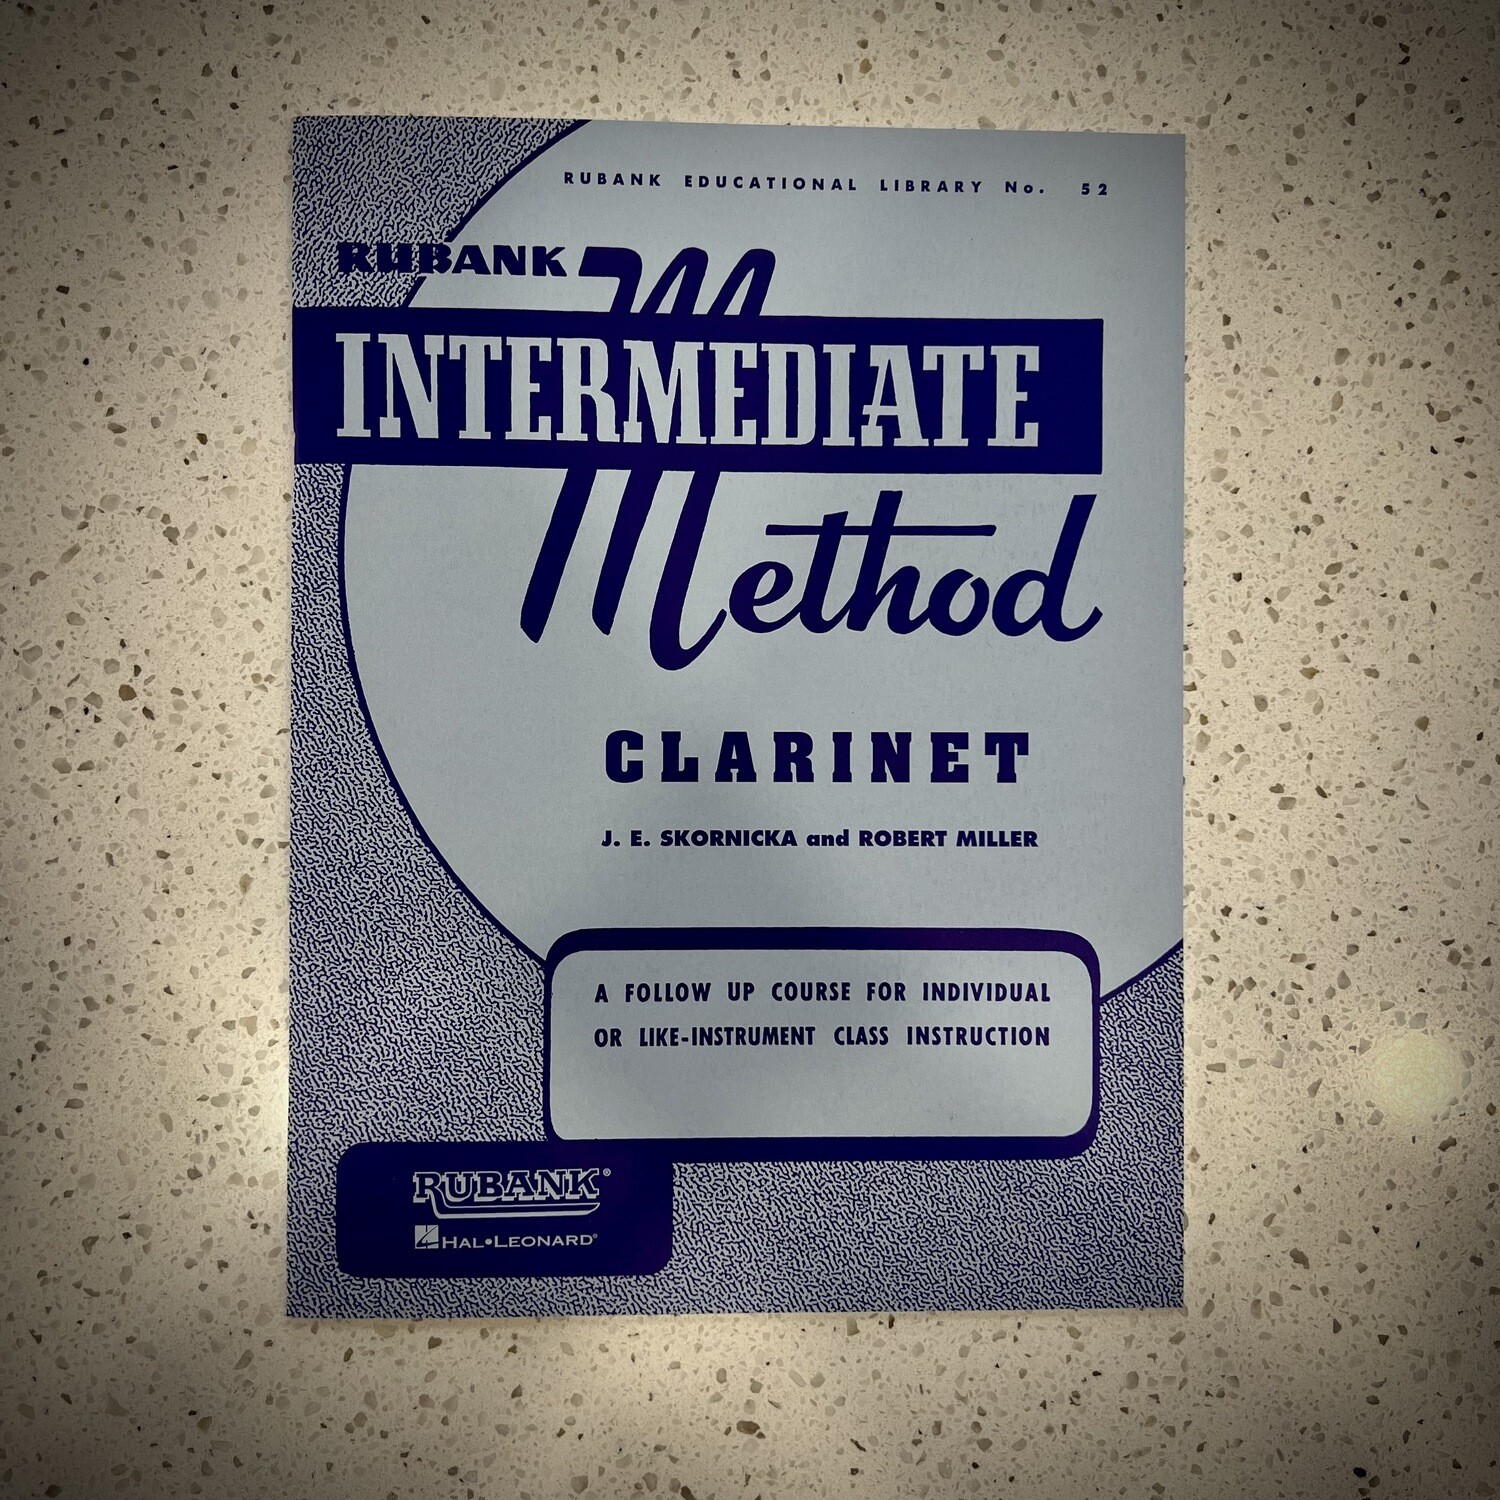 RUBANK EDUCATIONAL LIBRARY No. 52
RUBANK
INTERMEDIATE
Method
CLARINET
J. E. SKORNICKA and ROBERT MILLER
A FOLLOW UP COURSE FOR INDIVIDUAL
OR LIKE-INSTRUMENT CLASS INSTRUCTION
RUBANK®
HAL•LEONARD®